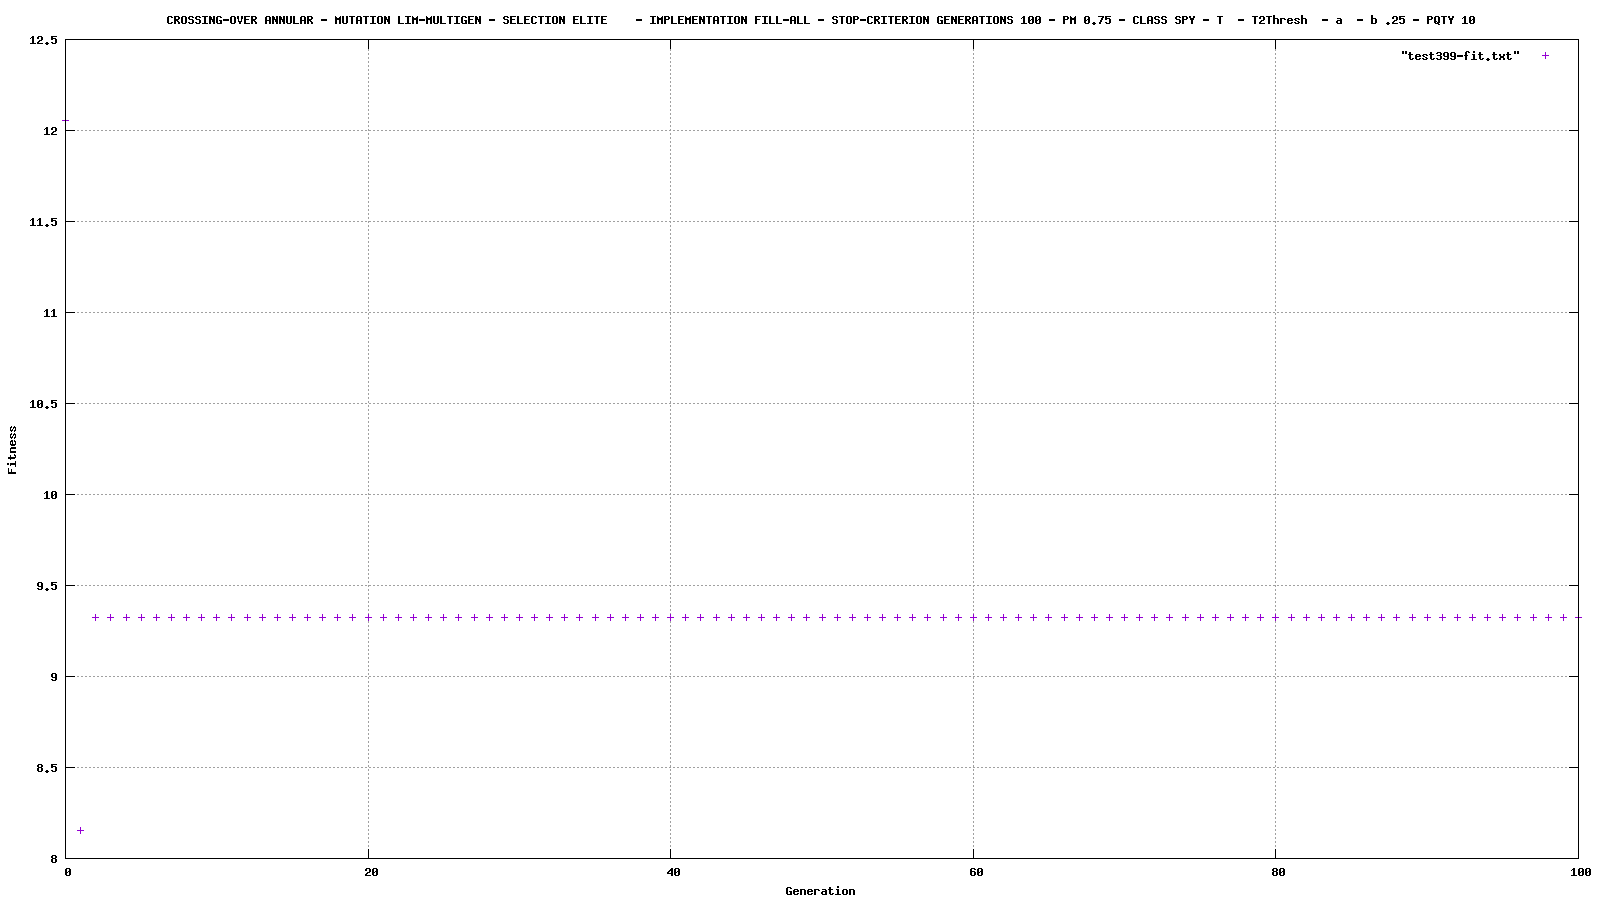 CROSSING-OVER ANNULAR - MUTATION LIM-MULTIGEN - SELECTION ELITE    - IMPLEMENTATION FILL-ALL - STOP-CRITERION GENERATIONS 100 - PM 0.75 - CLASS SPY - T  - T2Thresh  - a  - b .25 - PQTY 10
"test399-fit.txt"
12.5
12
11.5
11
10.5
10
9.5
9
8.5
8
Fitness
0 20 40 60 80 100
Generation